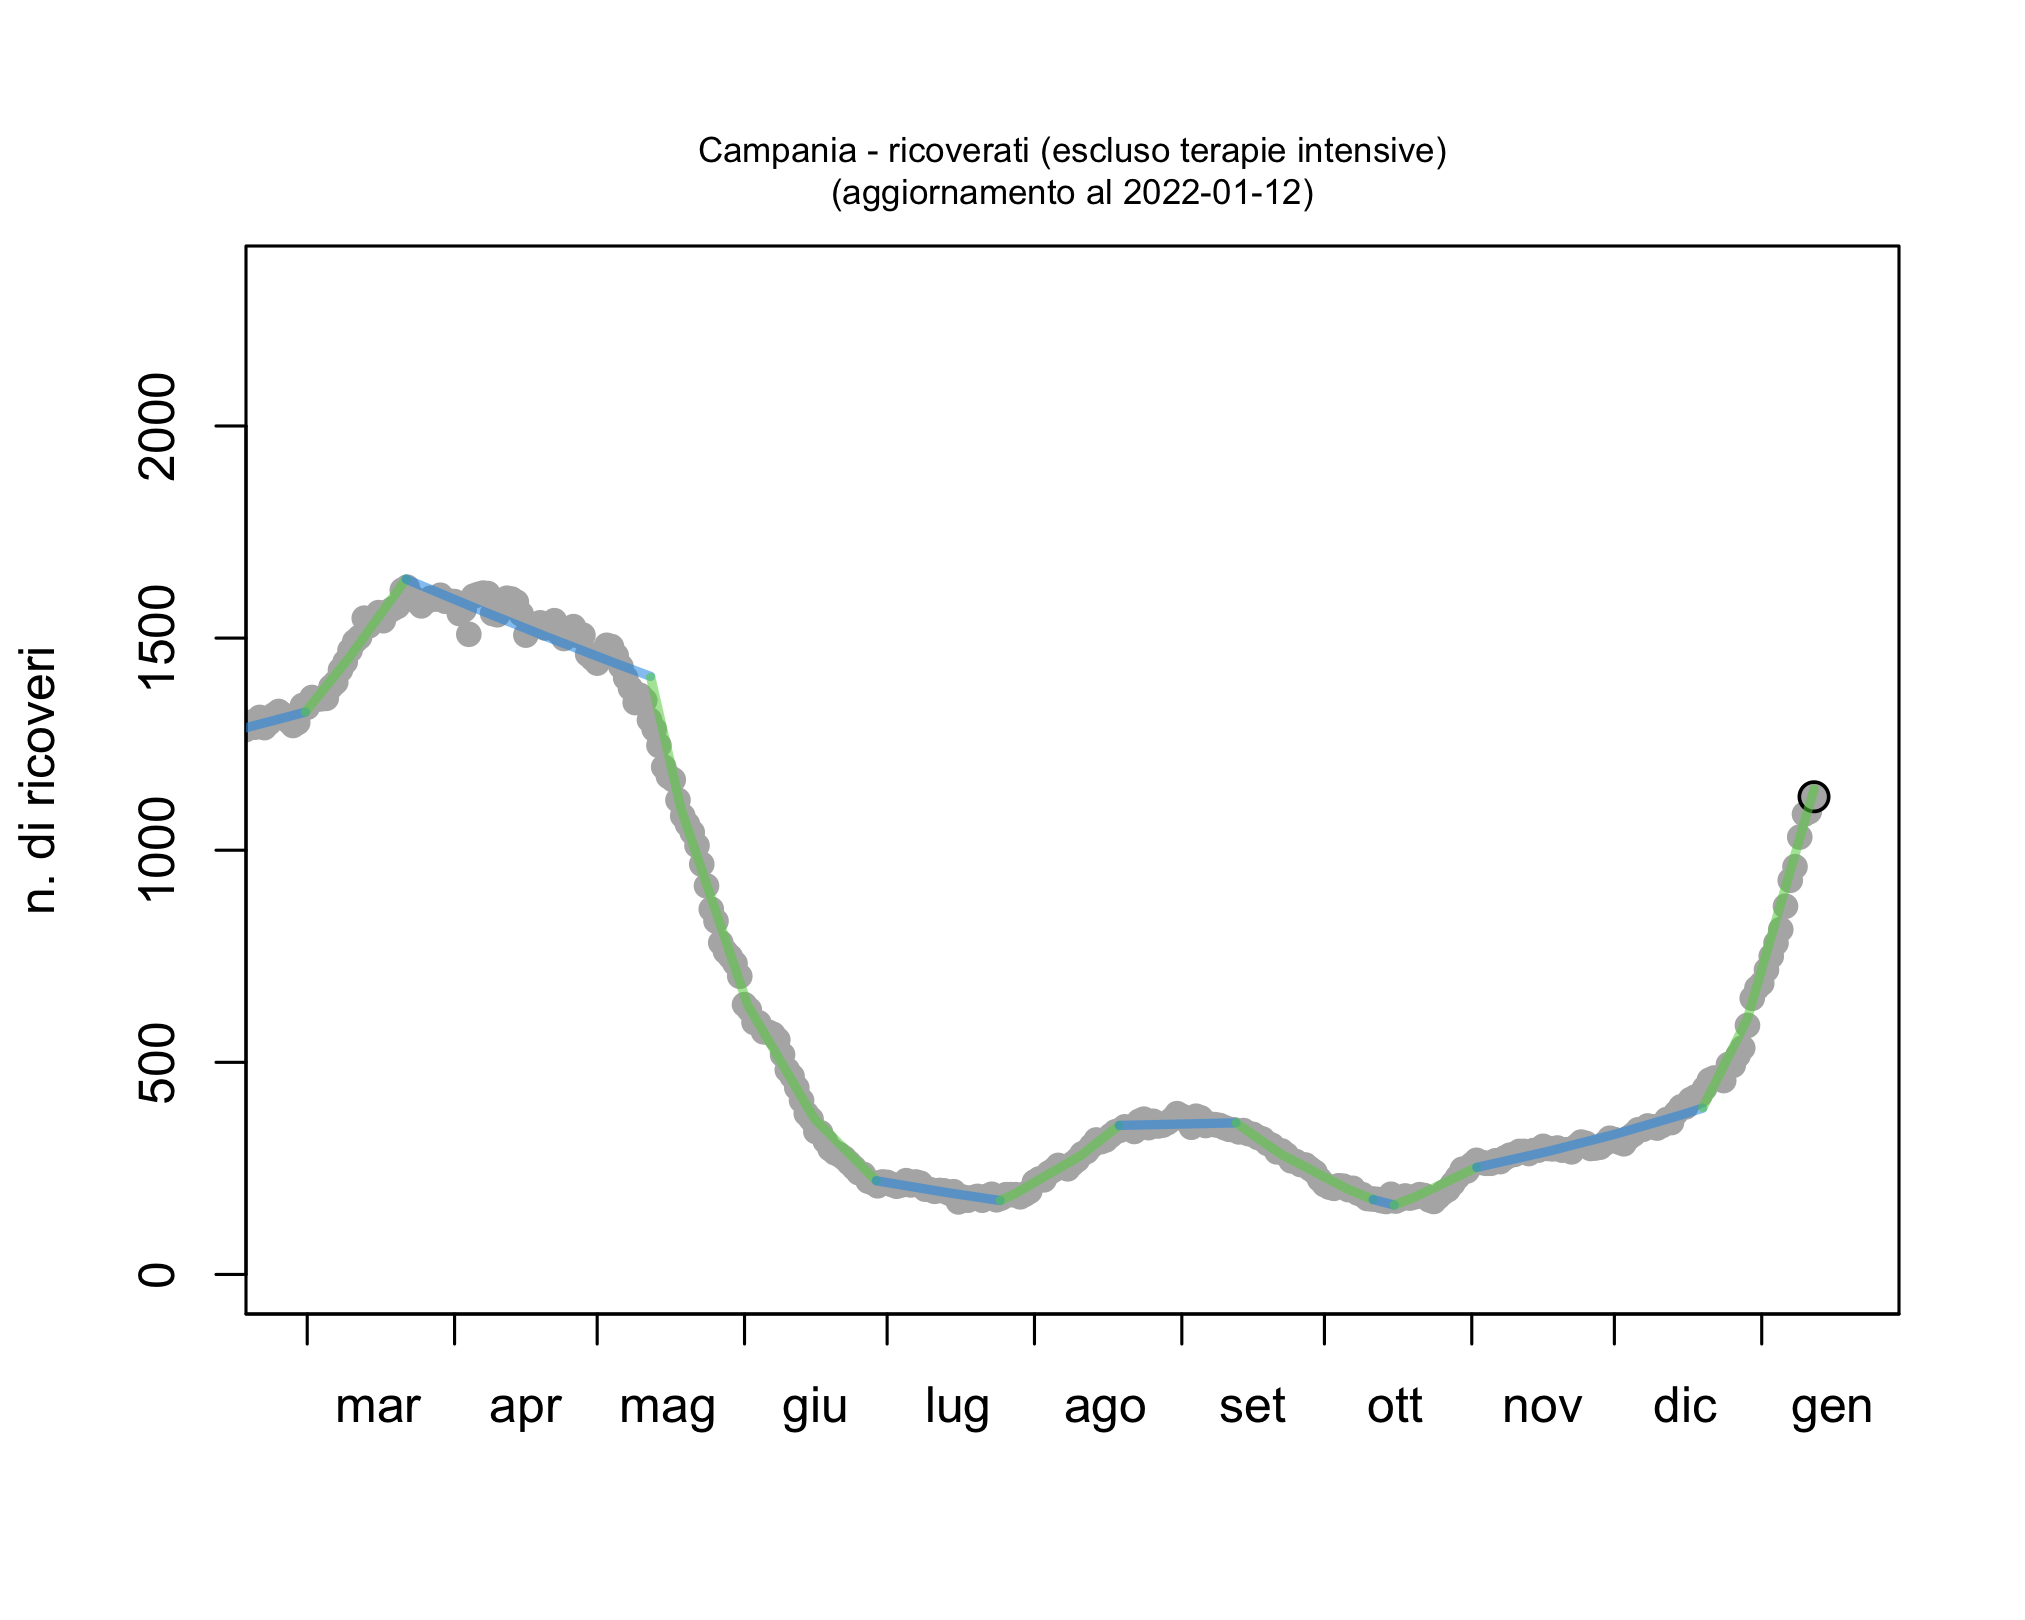 Campania - ricoverati (escluso terapie intensive)
(aggiornamento al 2022-01-12)
n. di ricoveri
2000
1500
1000
500
0
mar apr mag giu lug ago set ott nov dic gen